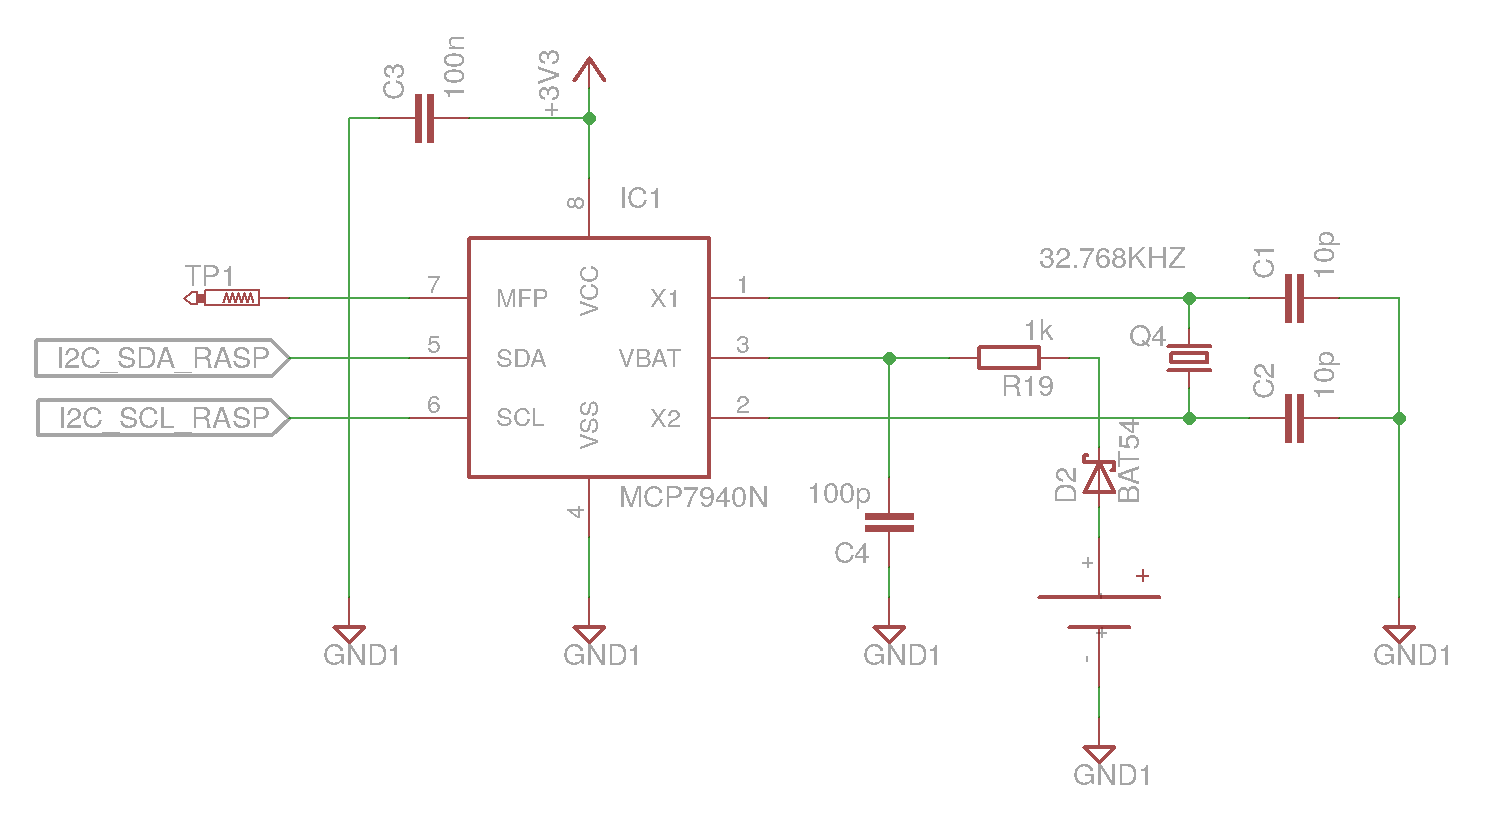 C3
100n
+3V3
8
IC1
TP1
7
MFP
VCC
X1
1
32.768KHZ
C1
10p
I2C_SDA_RASP
5
SDA
VBAT
3
1k
R19
Q4
C2
10p
I2C_SCL_RASP
6
SCL
VSS
X2
2
4
MCP7940N
100p
C4
D2
BAT54
+
+
+
-
GND1
GND1
GND1
GND1
GND1